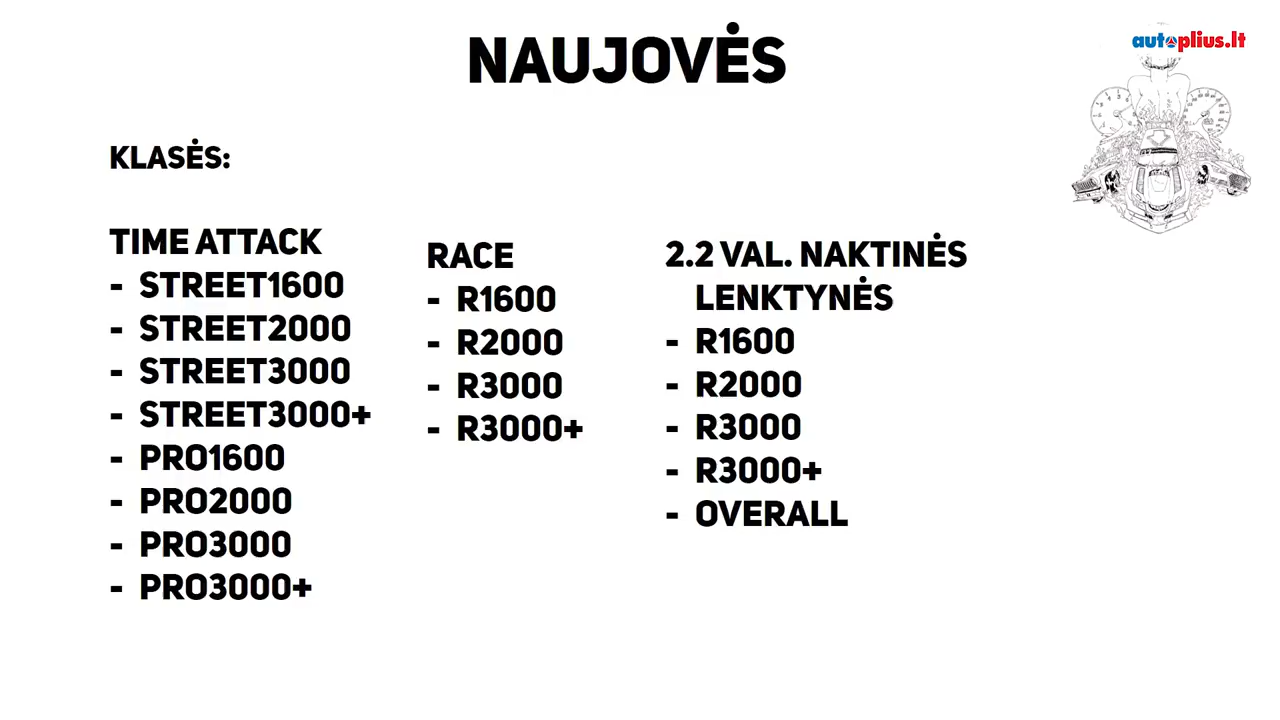 NAUJOVĖS
autoplius.lt
KLASĖS:
TIME ATTACK
- STREET1600
- STREET2000
- STREET3000
- STREET3000+
- PRO1600
- PRO2000
- PRO3000
- PRO3000+
RACE
- R1600
- R2000
- R3000
- R3000+
2.2 VAL. NAKTINĖS
LENKTYNĖS
- R1600
- R2000
- R3000
- R3000+
- OVERALL